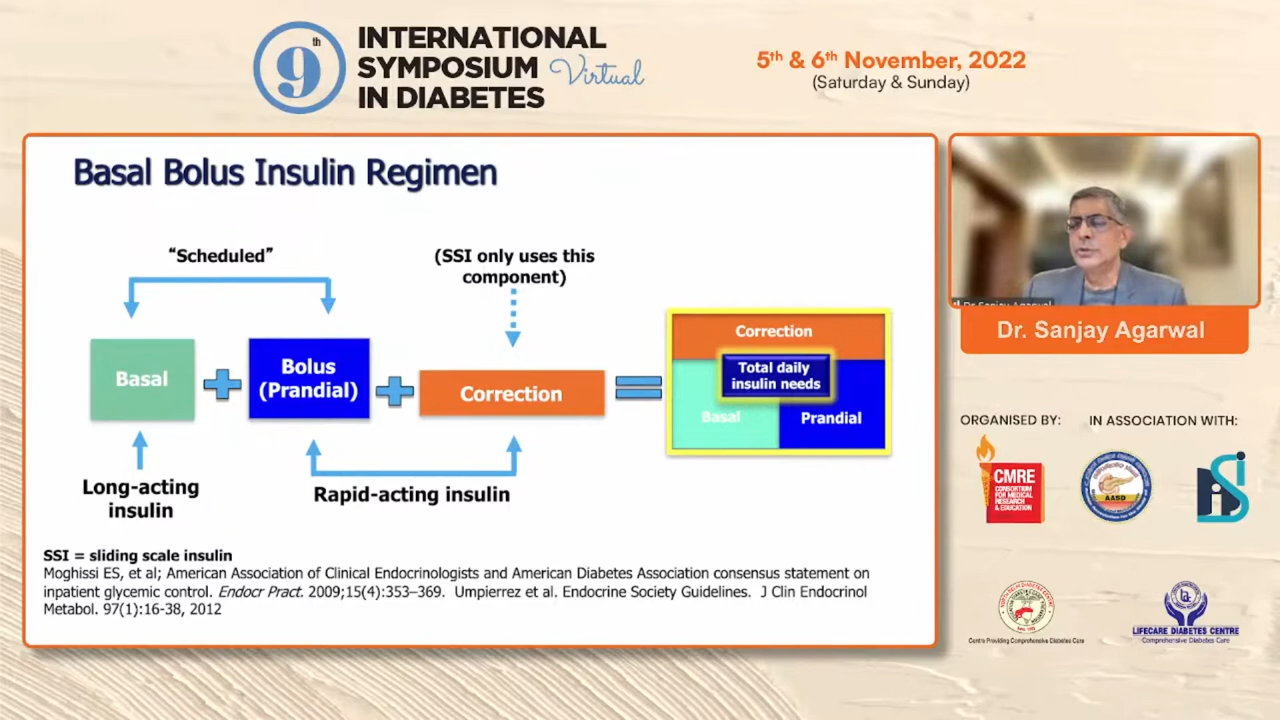 9th
INTERNATIONAL
SYMPOSIUM Virtual
IN DIABETES
5th & 6th November, 2022
(Saturday & Sunday)
Basal Bolus Insulin Regimen
“Scheduled”
(SSI only uses this
component)
Basal
Bolus
(Prandial)
Correction
Correction
Total daily
insulin needs
Basal
Prandial
Long-acting
insulin
Rapid-acting insulin
SSI = sliding scale insulin
Moghissi ES, et al; American Association of Clinical Endocrinologists and American Diabetes Association consensus statement on
inpatient glycemic control. Endocr Pract. 2009;15(4):353–369. Umpierrez et al. Endocrine Society Guidelines. J Clin Endocrinol
Metabol. 97(1):16-38, 2012
Dr. Sanjay Agarwal
Dr. Sanjay Agarwal
ORGANISED BY:
IN ASSOCIATION WITH:
CMRE
CONSORTIUM
FOR MEDICAL
RESEARCH
& EDUCATION
AASD
Centre Providing Comprehensive Diabetes Care
LIFECARE DIABETES CENTRE
Comprehensive Diabetes Care